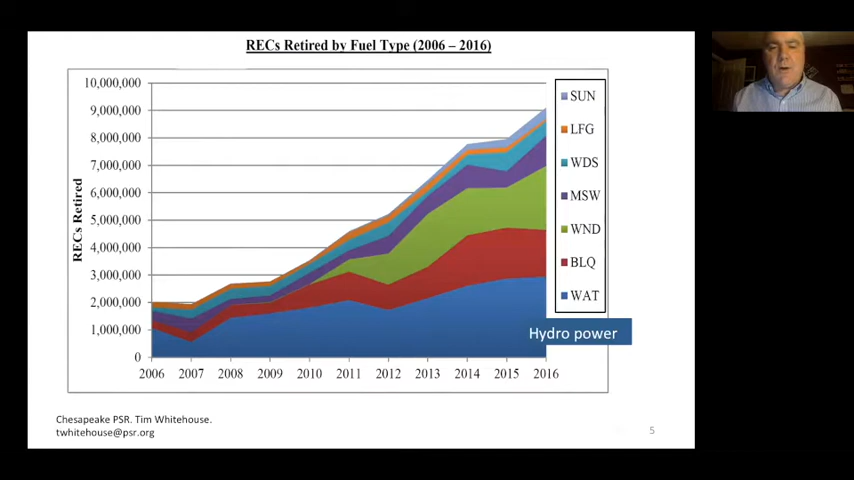 RECs Retired by Fuel Type (2006 – 2016)
10,000,000
9,000,000
8,000,000
7,000,000
6,000,000
5,000,000
4,000,000
3,000,000
2,000,000
1,000,000
0
RECs Retired
2006 2007 2008 2009 2010 2011 2012 2013 2014 2015 2016
SUN
LFG
WDS
MSW
WND
BLQ
WAT
Hydro power
Chesapeake PSR. Tim Whitehouse.
twhitehouse@psr.org
5